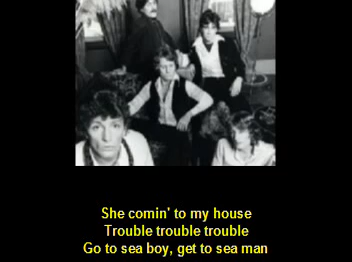 She comin' to my house
Trouble trouble trouble
Go to sea boy, get to sea man